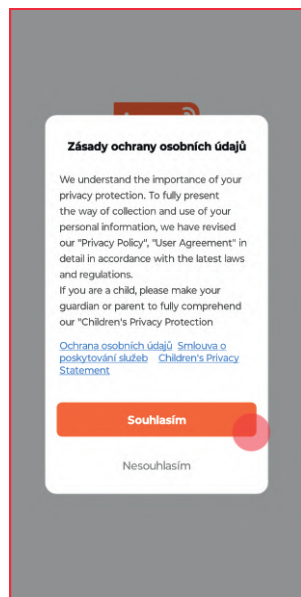 Zásady ochrany osobních údajů
We understand the importance of your
privacy protection. To fully present
the way of collection and use of your
personal information, we have revised
our "Privacy Policy", "User Agreement" in
detail in accordance with the latest laws
and regulations.
If you are a child, please make your
guardian or parent to fully comprehend
our "Children's Privacy Protection
Ochrana osobních údajů Smlouva o
poskytování služeb Children's Privacy
Statement
Souhlasím
Nesouhlasím